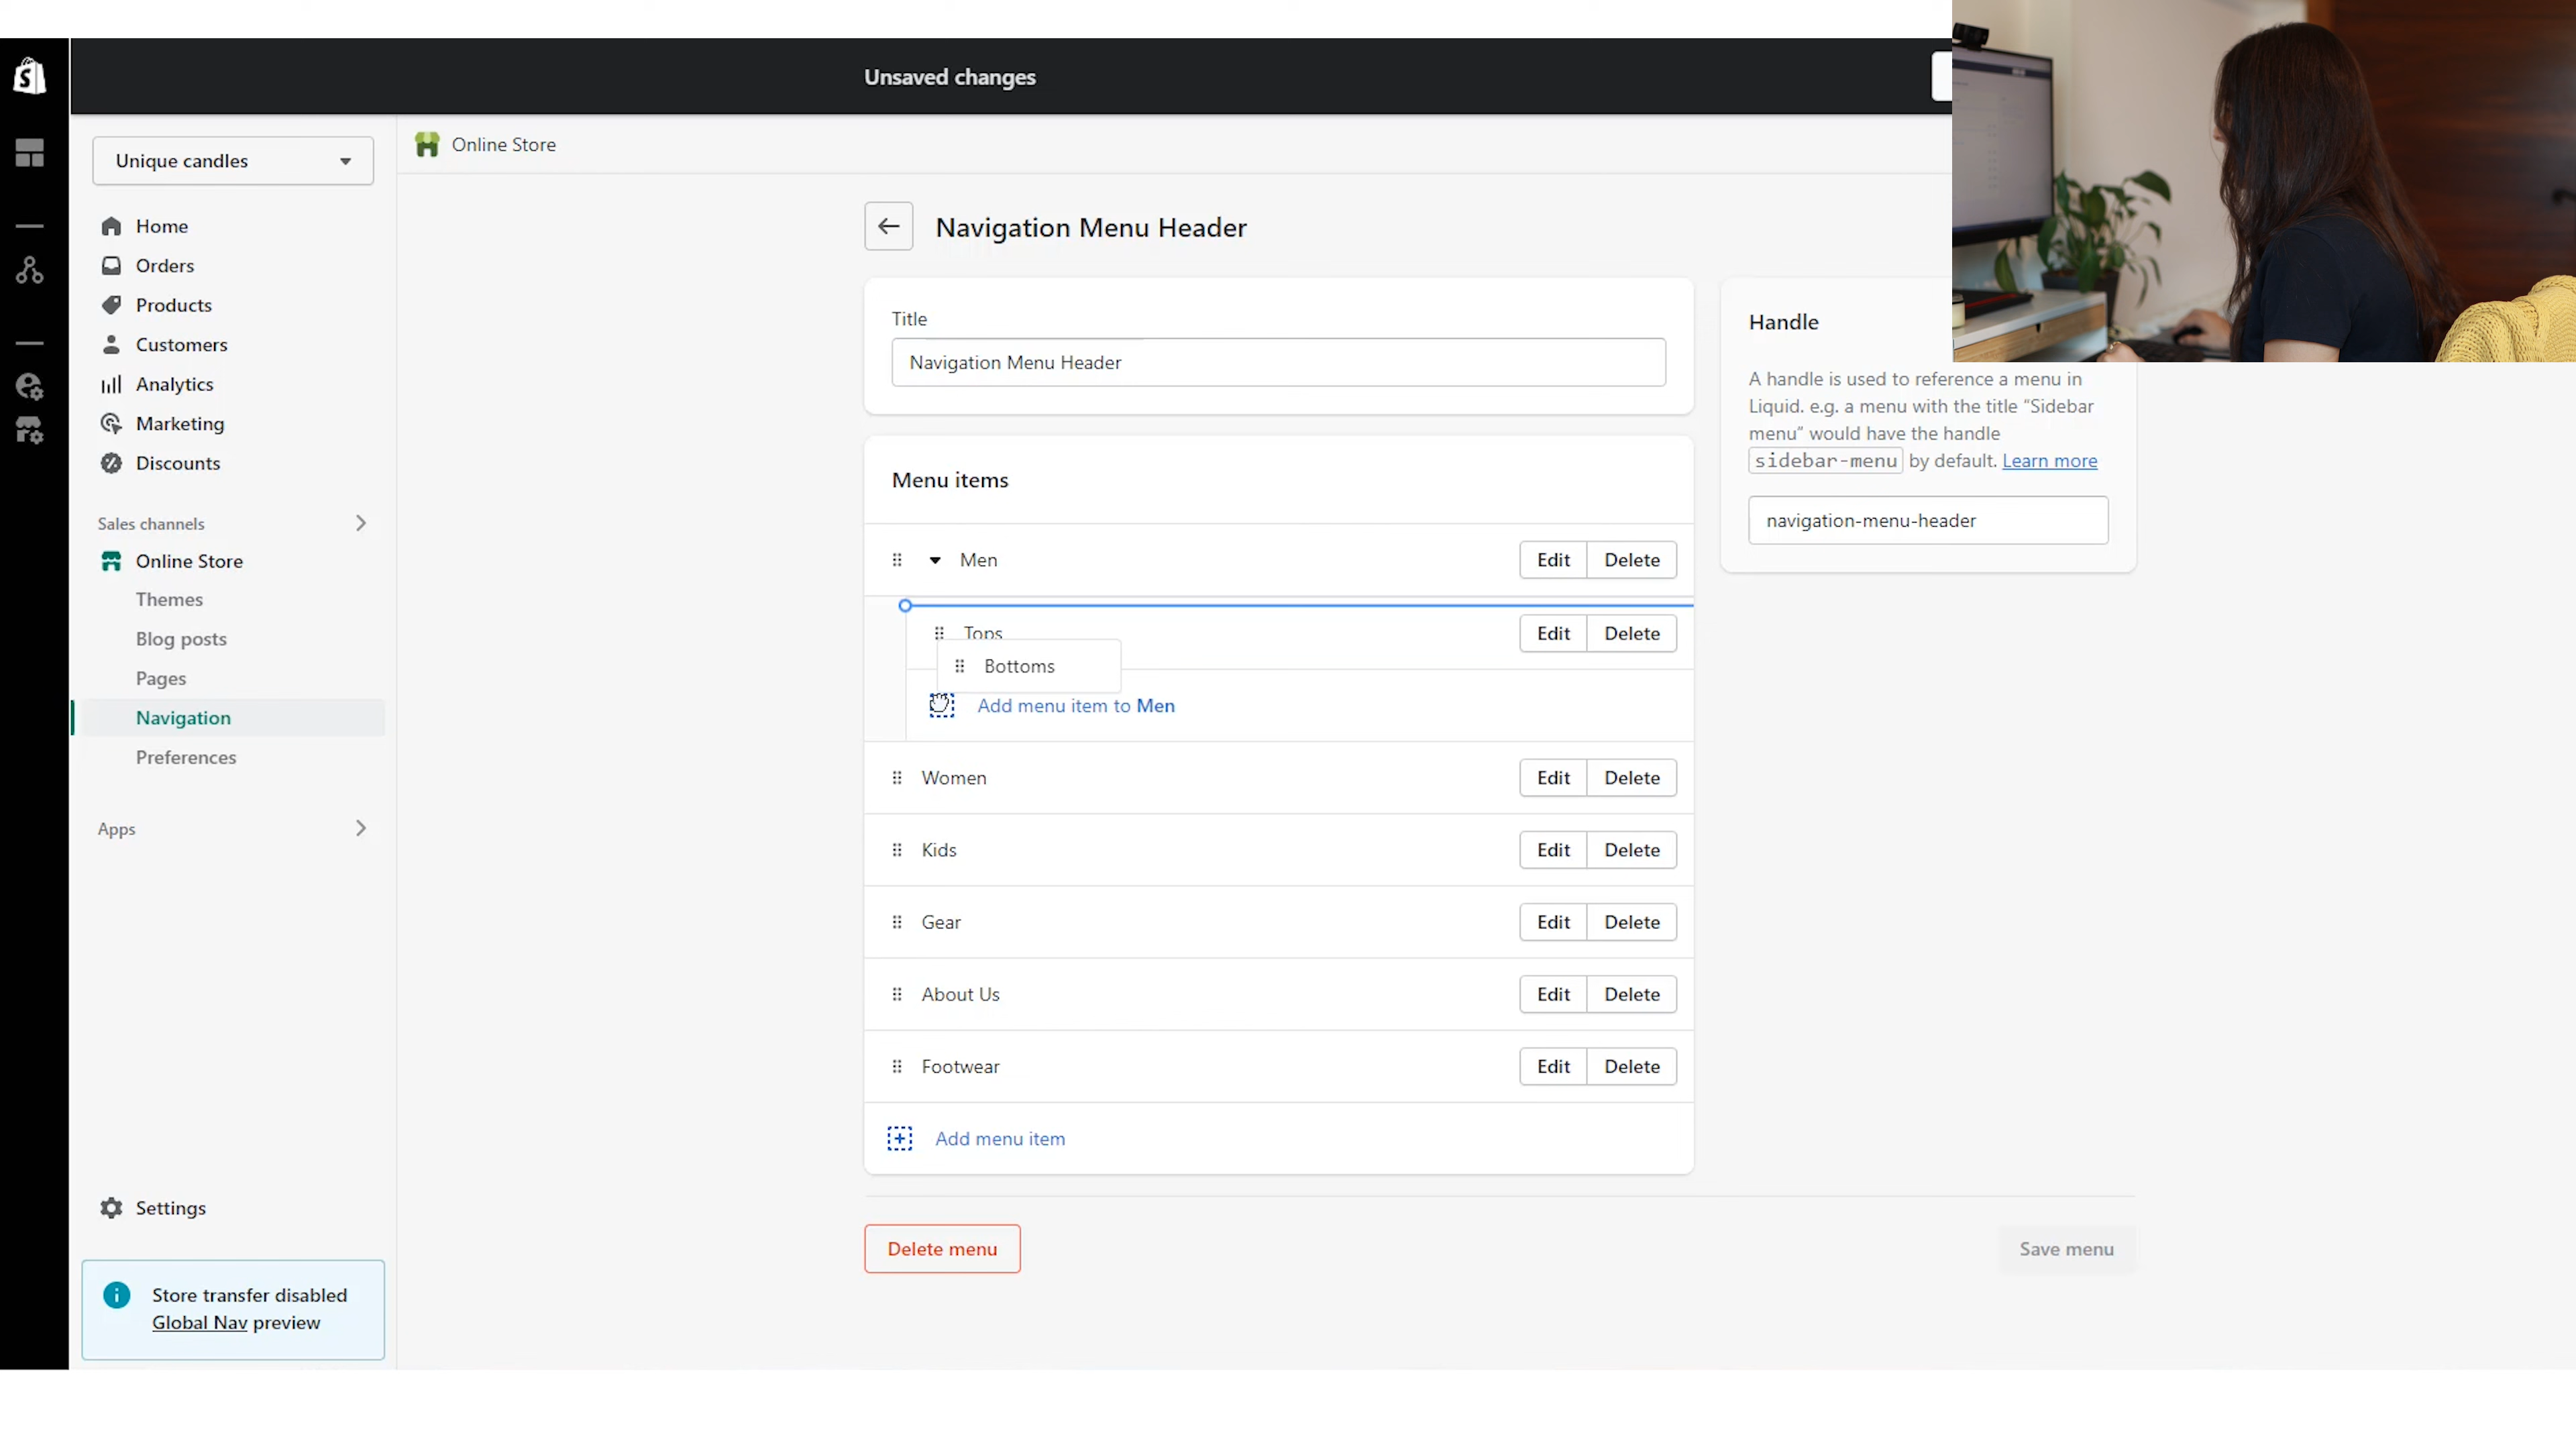 Unsaved changes
Unique candles
Online Store
Home
Orders
Products
Customers
Analytics
Marketing
Discounts
Sales channels
Online Store
Themes
Blog posts
Pages
Navigation
Preferences
Apps
Settings
Store transfer disabled
Global Nav preview
Navigation Menu Header
Title
Navigation Menu Header
Menu items
Men Edit Delete
Tops Edit Delete
Bottoms
Add menu item to Men
Women Edit Delete
Kids Edit Delete
Gear Edit Delete
About Us Edit Delete
Footwear Edit Delete
Add menu item
Delete menu
Save menu
Handle
A handle is used to reference a menu in
Liquid. e.g. a menu with the title “Sidebar
menu” would have the handle
sidebar-menu by default. Learn more
navigation-menu-header